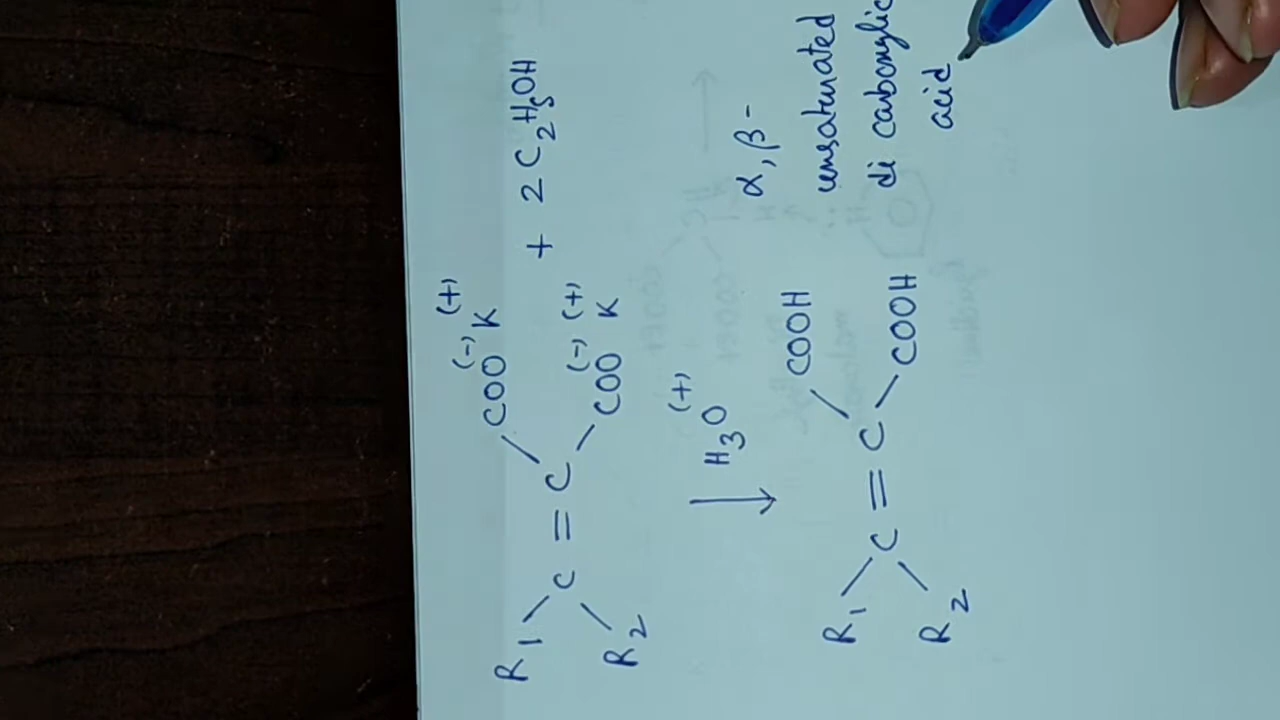 R1 C = C COO(-) K(+) COO(-) K(+) + 2 C2H5OH
R2
↓ H3O(+)
R1 C = C COOH
R2 COOH
α, β -
unsaturated
di carboxylic
acid